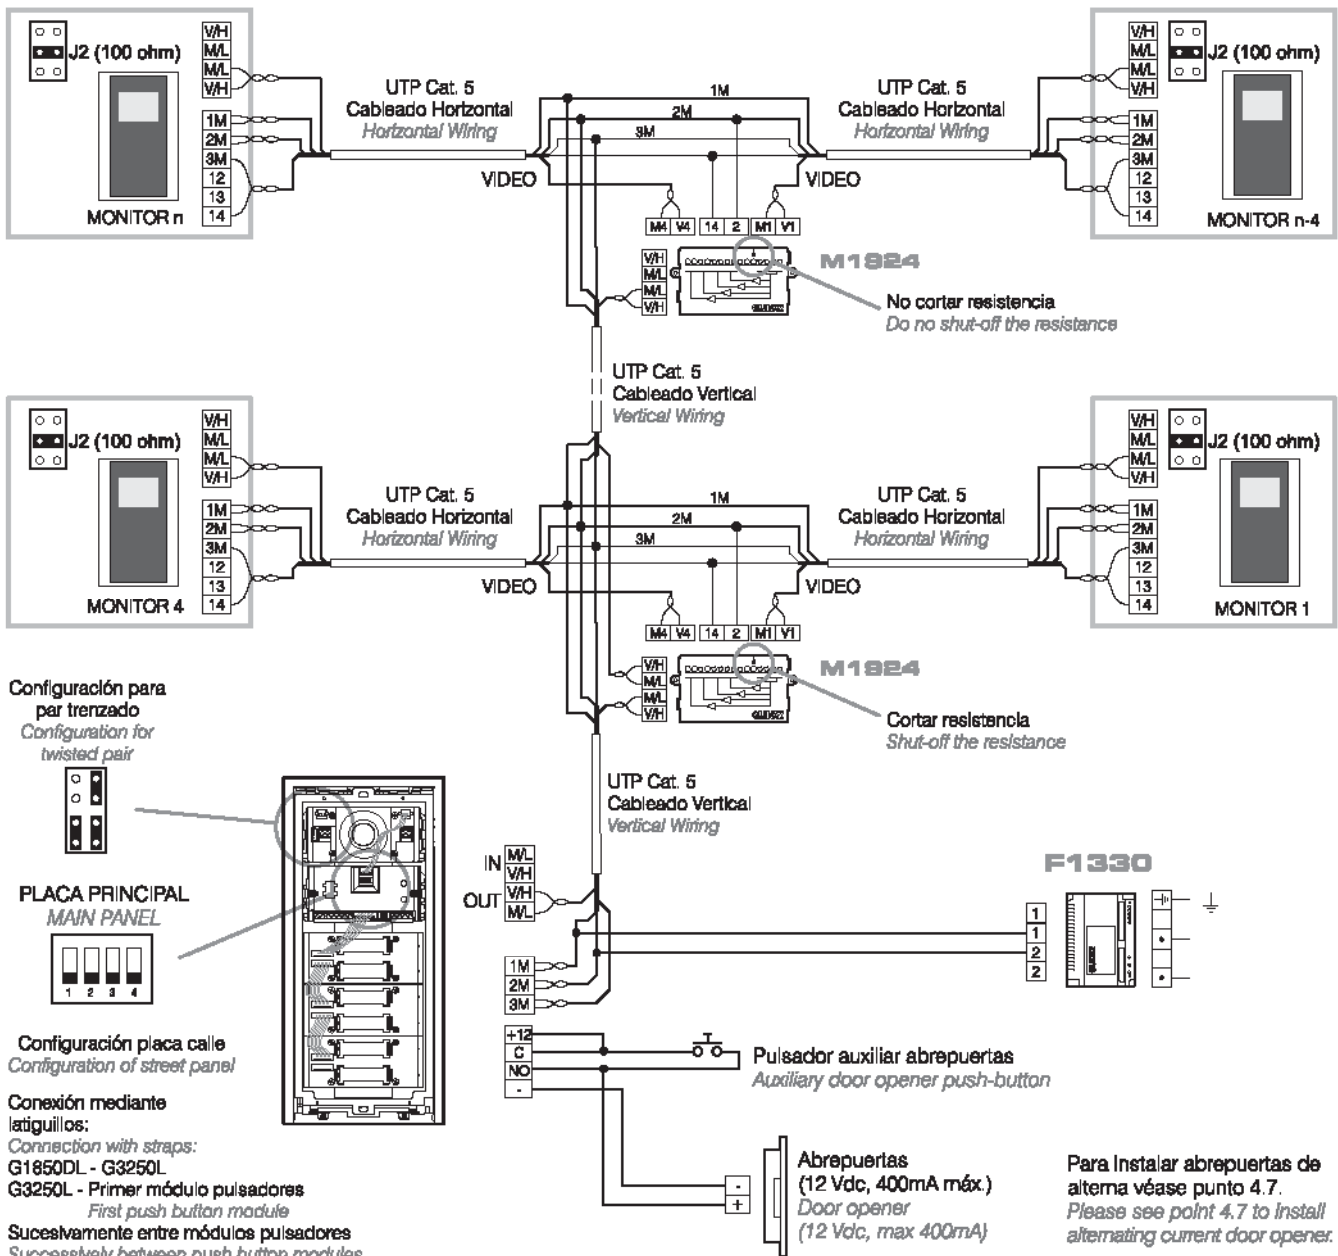 V/H
M/L
M/L
V/H
J2 (100 ohm)
1M
2M
3M
12
13
14
MONITOR n
UTP Cat. 5
Cableado Horizontal
Horizontal Wiring
VIDEO
1M
2M
3M
UTP Cat. 5
Cableado Horizontal
Horizontal Wiring
VIDEO
V/H
M/L
M/L
V/H
J2 (100 ohm)
1M
2M
3M
12
13
14
MONITOR n-4
M4 V4 14 2 M1 V1
V/H
M/L
M/L
V/H
M1924
No cortar resistencia
Do no shut-off the resistance
UTP Cat. 5
Cableado Vertical
Vertical Wiring
V/H
M/L
M/L
V/H
J2 (100 ohm)
1M
2M
3M
12
13
14
MONITOR 4
UTP Cat. 5
Cableado Horizontal
Horizontal Wiring
VIDEO
1M
2M
3M
UTP Cat. 5
Cableado Horizontal
Horizontal Wiring
VIDEO
V/H
M/L
M/L
V/H
J2 (100 ohm)
1M
2M
3M
12
13
14
MONITOR 1
M4 V4 14 2 M1 V1
V/H
M/L
M/L
V/H
M1924
Cortar resistencia
Shut-off the resistance
Configuración para
par trenzado
Configuration for
twisted pair
UTP Cat. 5
Cableado Vertical
Vertical Wiring
PLACA PRINCIPAL
MAIN PANEL
1 2 3 4
Configuración placa calle
Configuration of street panel
Conexión mediante
latiguillos:
Connection with straps:
G1850DL - G3250L
G3250L - Primer módulo pulsadores
First push button module
Sucesivamente entre módulos pulsadores
Successively between push button modules
IN
M/L
V/H
OUT
V/H
M/L
1M
2M
3M
+12
C
NO
-
F1330
1
1
2
2
Pulsador auxiliar abrepuertas
Auxiliary door opener push-button
-
+
Abrepuertas
(12 Vdc, 400mA máx.)
Door opener
(12 Vdc, max 400mA)
Para instalar abrepuertas de
alterna véase punto 4.7.
Please see point 4.7 to install
alternating current door opener.